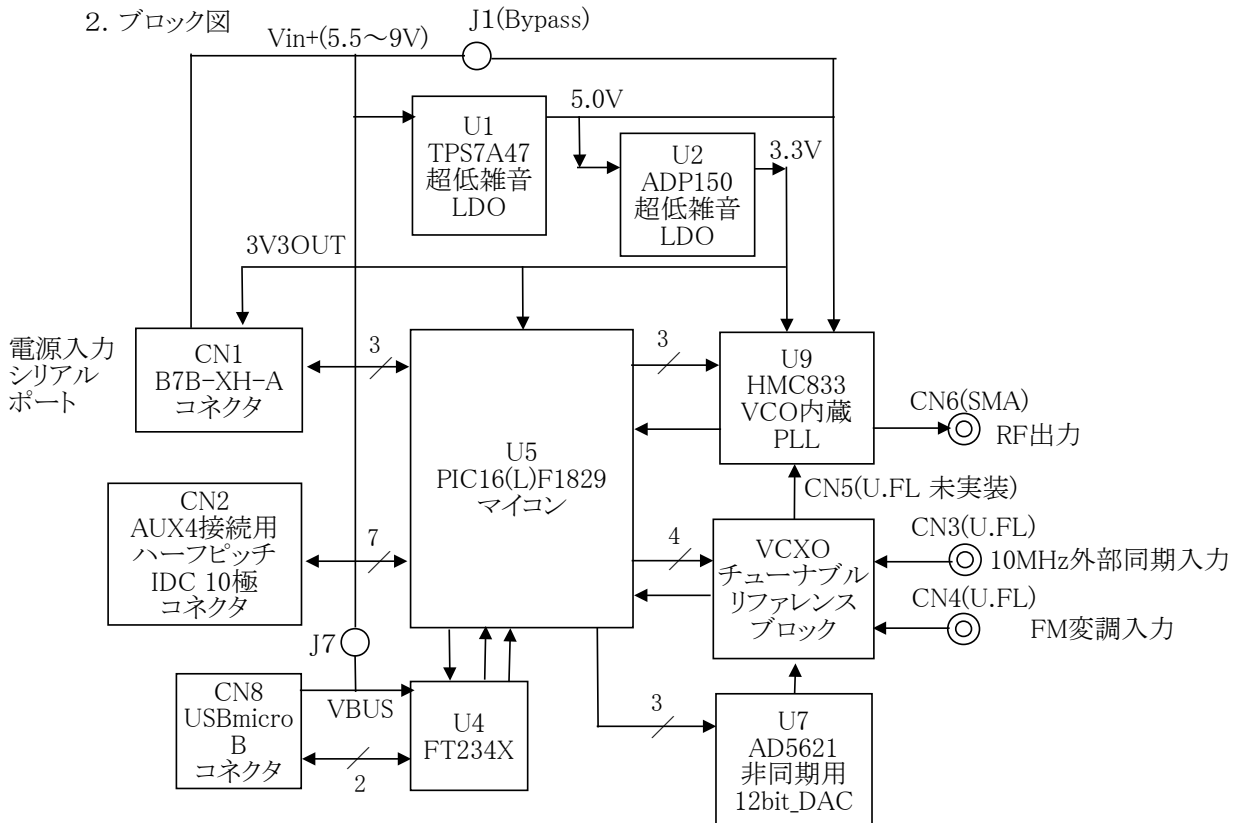 2. ブロック図
J1(Bypass)
Vin+(5.5～9V)
5.0V
U1
TPS7A47
超低雑音
LDO
U2
ADP150
超低雑音
LDO
3.3V
3V3OUT
電源入力
シリアル
ポート
CN1
B7B-XH-A
コネクタ
3
U5
PIC16(L)F1829
マイコン
3
U9
HMC833
VCO内蔵
PLL
CN6(SMA)
RF出力
CN5(U.FL 未実装)
CN2
AUX4接続用
ハーフピッチ
IDC 10極
コネクタ
7
4
VCXO
チューナブル
リファレンス
ブロック
CN3(U.FL)
10MHz外部同期入力
CN4(U.FL)
FM変調入力
J7
CN8
USBmicro
B
コネクタ
VBUS
2
U4
FT234X
3
U7
AD5621
非同期用
12bit_DAC